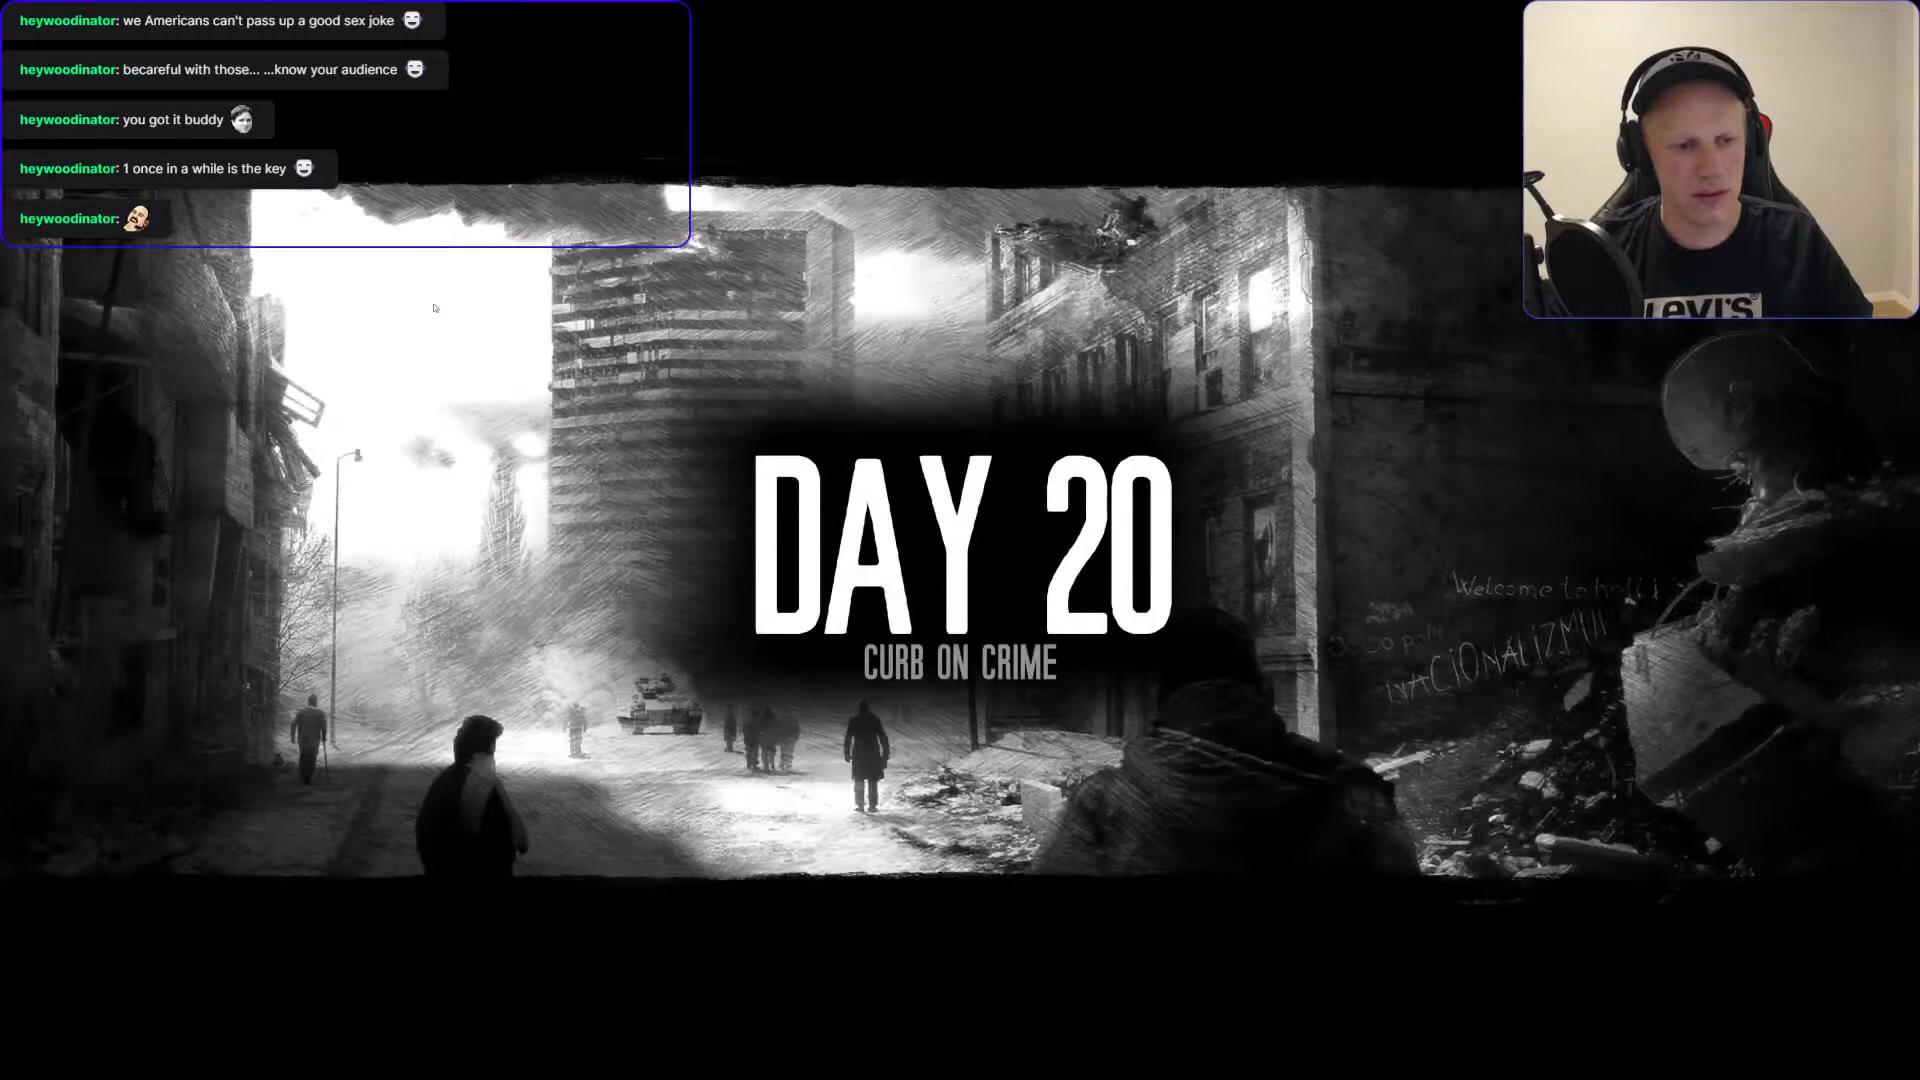 heywoodinator: we Americans can't pass up a good sex joke
heywoodinator: becareful with those... ...know your audience
heywoodinator: you got it buddy
heywoodinator: 1 once in a while is the key
heywoodinator:
Levi's
DAY 20
CURB ON CRIME
Welcome to hell
NACIONALIZMU